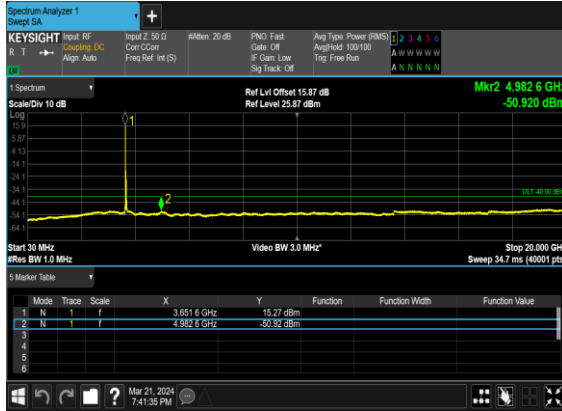 Spectrum Analyzer 1
Swept SA
KEYSIGHT
R T
Input: RF
Coupling: DC
Align: Auto
Input Z: 50 Ω
Corr CCorr
Freq Ref: Int (S)
#Atten: 20 dB
PNO: Fast
Gate: Off
IF Gain: Low
Sig Track: Off
Avg Type: Power (RMS)
Avg|Hold: 100/100
Trig: Free Run
1 2 3 4 5 6
A W W W W W
A N N N N N
1 Spectrum
Scale/Div 10 dB
Ref Lvl Offset 15.87 dB
Ref Level 25.87 dBm
Mkr2 4.982 6 GHz
-50.920 dBm
Log
15.9
5.87
-4.13
-14.1
-24.1
-34.1
-44.1
-54.1
-64.1
1
2
DL1 -40.00 dBm
Start 30 MHz
#Res BW 1.0 MHz
Video BW 3.0 MHz*
Stop 20.000 GHz
Sweep 34.7 ms (40001 pts)
5 Marker Table
Mode Trace Scale X Y Function Function Width Function Value
1 N 1 f 3.651 6 GHz 15.27 dBm
2 N 1 f 4.982 6 GHz -50.92 dBm
3
4
5
6
?
Mar 21, 2024
7:41:35 PM